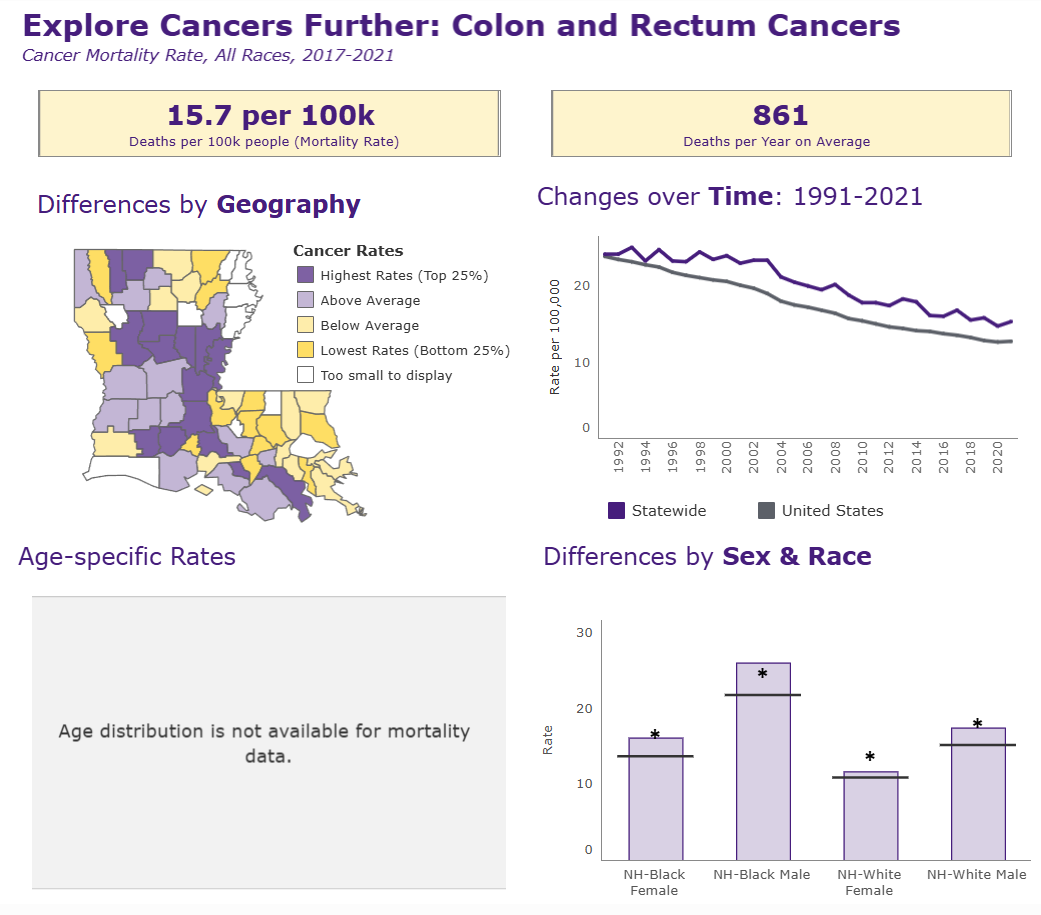 Explore Cancers Further: Colon and Rectum Cancers
Cancer Mortality Rate, All Races, 2017-2021
15.7 per 100k
Deaths per 100k people (Mortality Rate)
861
Deaths per Year on Average
Differences by Geography
Cancer Rates
Highest Rates (Top 25%)
Above Average
Below Average
Lowest Rates (Bottom 25%)
Too small to display
Changes over Time: 1991-2021
Rate per 100,000
20
10
0
1992
1994
1996
1998
2000
2002
2004
2006
2008
2010
2012
2014
2016
2018
2020
Statewide
United States
Age-specific Rates
Age distribution is not available for mortality
data.
Differences by Sex & Race
Rate
30
20
10
0
*
*
*
*
NH-Black
Female
NH-Black Male
NH-White
Female
NH-White Male